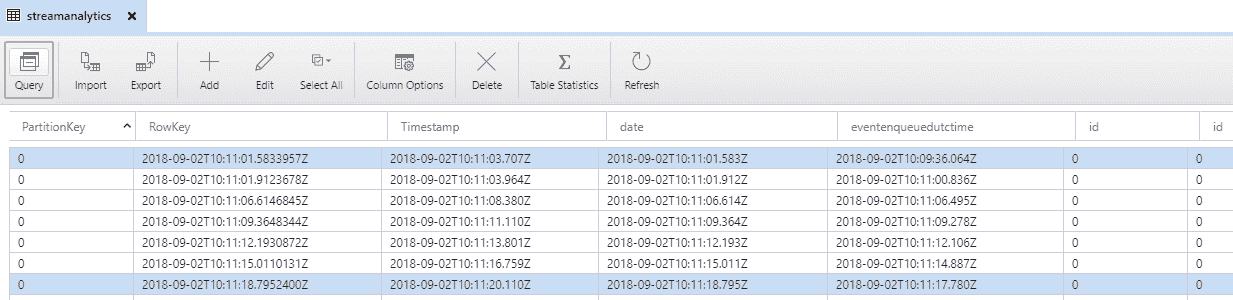 streamanalytics
Query Import Export Add Edit Select All Column Options Delete Table Statistics Refresh
PartitionKey RowKey Timestamp date eventenqueuedutctime id id
0 2018-09-02T10:11:01.5833957Z 2018-09-02T10:11:03.707Z 2018-09-02T10:11:01.583Z 2018-09-02T10:09:36.064Z 0 0
0 2018-09-02T10:11:01.9123678Z 2018-09-02T10:11:03.964Z 2018-09-02T10:11:01.912Z 2018-09-02T10:11:00.836Z 0 0
0 2018-09-02T10:11:06.6146845Z 2018-09-02T10:11:08.380Z 2018-09-02T10:11:06.614Z 2018-09-02T10:11:06.495Z 0 0
0 2018-09-02T10:11:09.3648344Z 2018-09-02T10:11:11.110Z 2018-09-02T10:11:09.364Z 2018-09-02T10:11:09.278Z 0 0
0 2018-09-02T10:11:12.1930872Z 2018-09-02T10:11:13.801Z 2018-09-02T10:11:12.193Z 2018-09-02T10:11:12.106Z 0 0
0 2018-09-02T10:11:15.0110131Z 2018-09-02T10:11:16.759Z 2018-09-02T10:11:15.011Z 2018-09-02T10:11:14.887Z 0 0
0 2018-09-02T10:11:18.7952400Z 2018-09-02T10:11:20.110Z 2018-09-02T10:11:18.795Z 2018-09-02T10:11:17.780Z 0 0